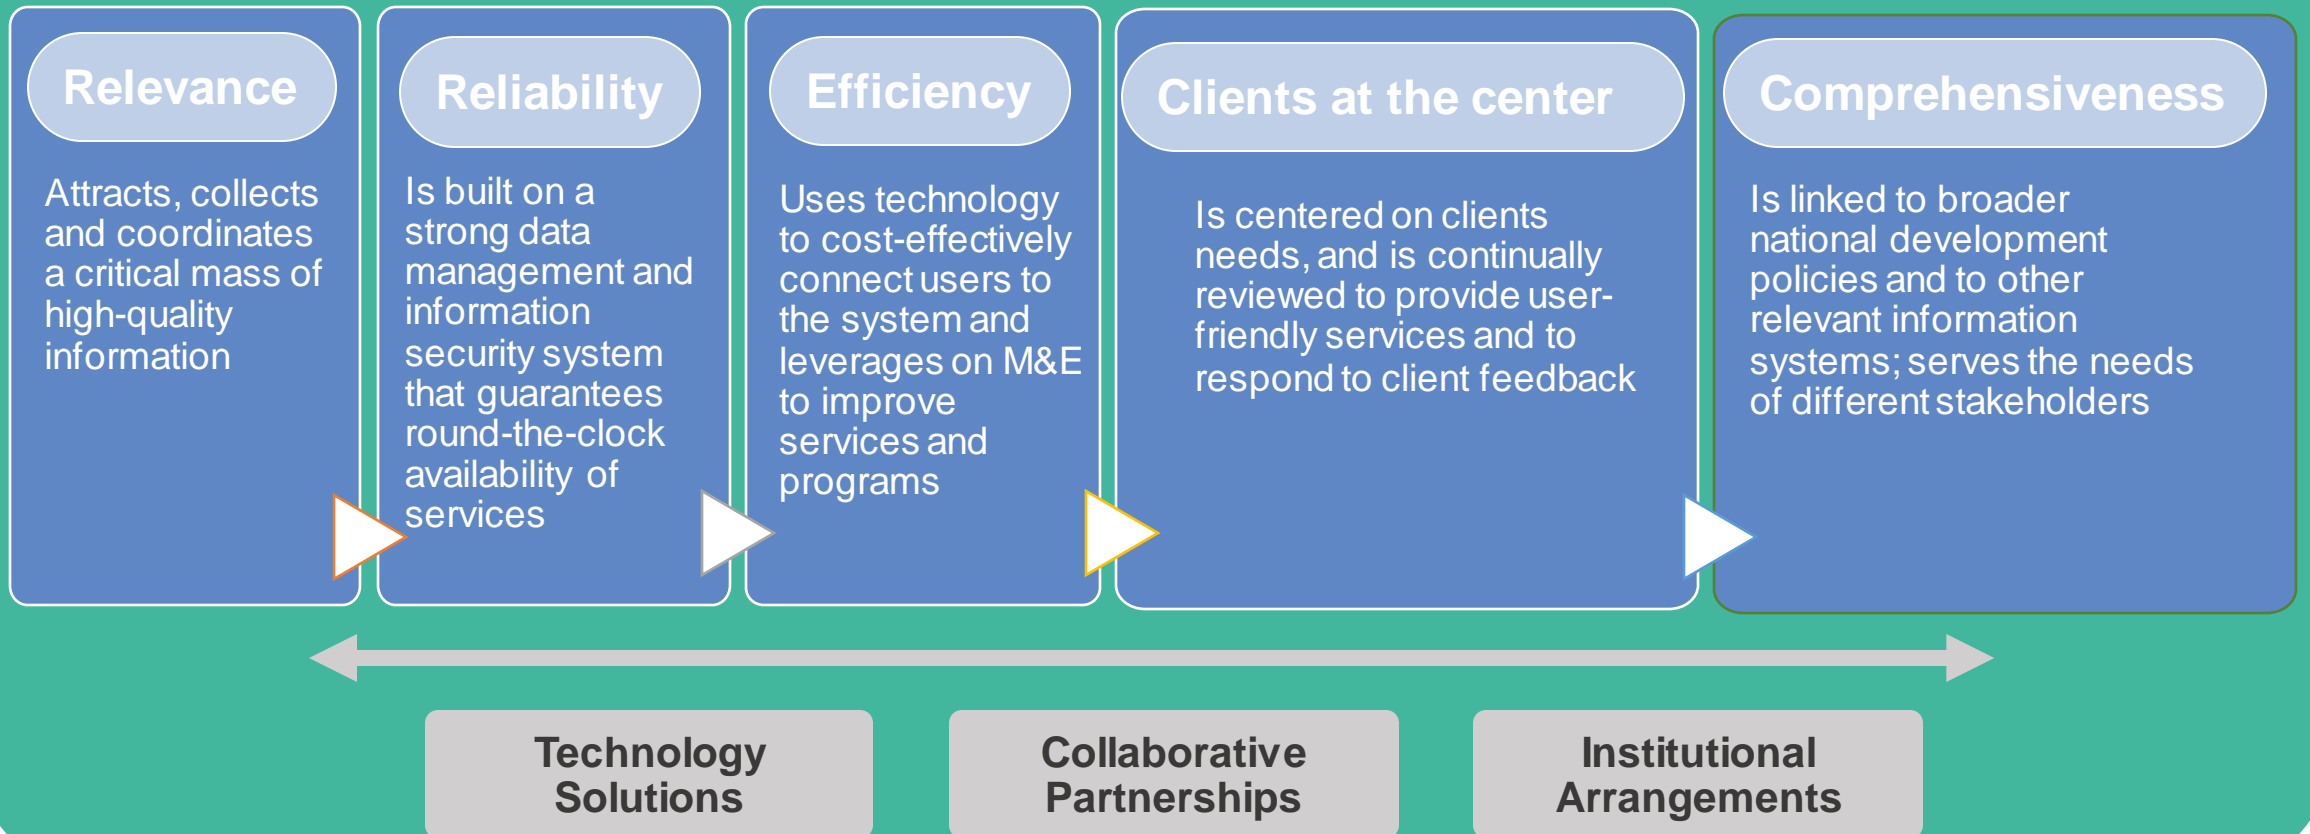 Relevance
Attracts, collects
and coordinates
a critical mass of
high-quality
information
Reliability
Is built on a
strong data
management and
information
security system
that guarantees
round-the-clock
availability of
services
Efficiency
Uses technology
to cost-effectively
connect users to
the system and
leverages on M&E
to improve
services and
programs
Clients at the center
Is centered on clients
needs, and is continually
reviewed to provide user-
friendly services and to
respond to client feedback
Comprehensiveness
Is linked to broader
national development
policies and to other
relevant information
systems; serves the needs
of different stakeholders
Technology
Solutions
Collaborative
Partnerships
Institutional
Arrangements